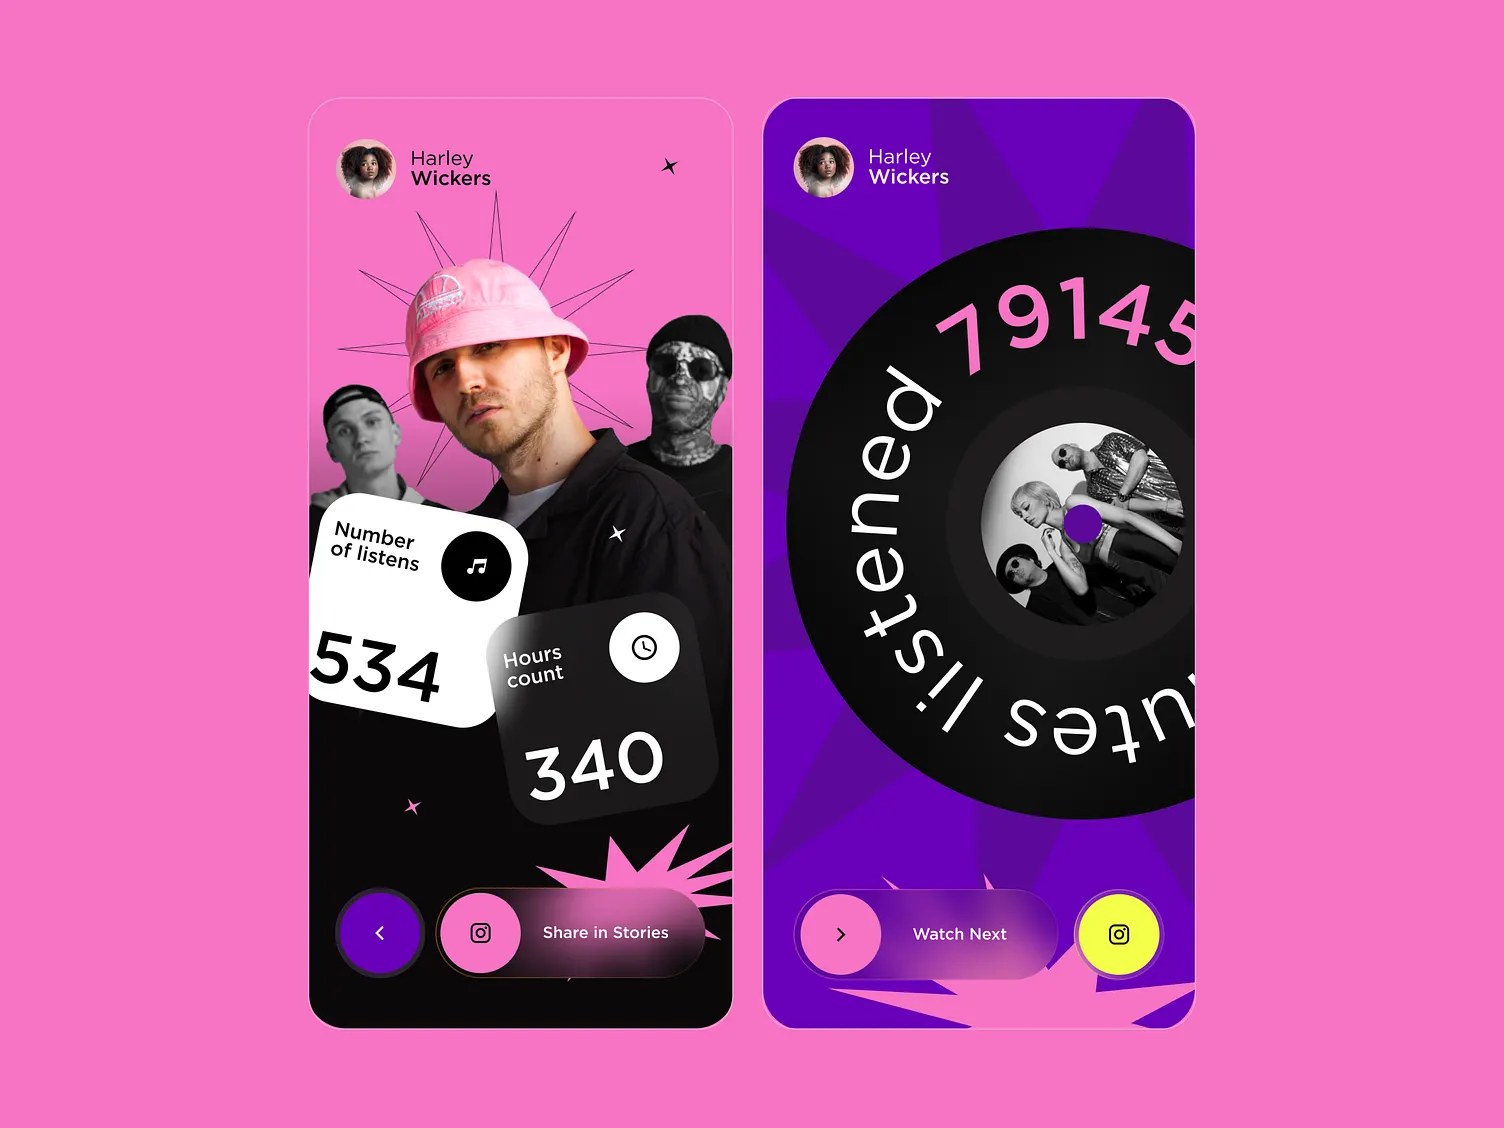 Harley
Wickers
Number
of listens
534
Hours
count
340
Share in Stories
Harley
Wickers
79145
utes listened
Watch Next